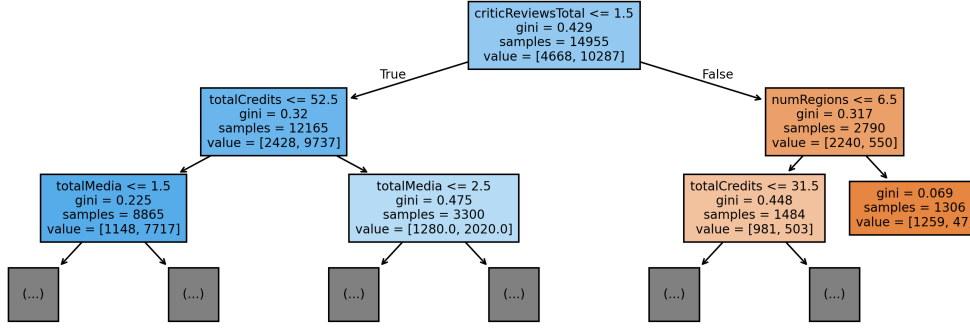 criticReviewsTotal <= 1.5
gini = 0.429
samples = 14955
value = [4668, 10287]
True
False
totalCredits <= 52.5
gini = 0.32
samples = 12165
value = [2428, 9737]
numRegions <= 6.5
gini = 0.317
samples = 2790
value = [2240, 550]
totalMedia <= 1.5
gini = 0.225
samples = 8865
value = [1148, 7717]
totalMedia <= 2.5
gini = 0.475
samples = 3300
value = [1280.0, 2020.0]
totalCredits <= 31.5
gini = 0.448
samples = 1484
value = [981, 503]
gini = 0.069
samples = 1306
value = [1259, 47
(...)
(...)
(...)
(...)
(...)
(...)